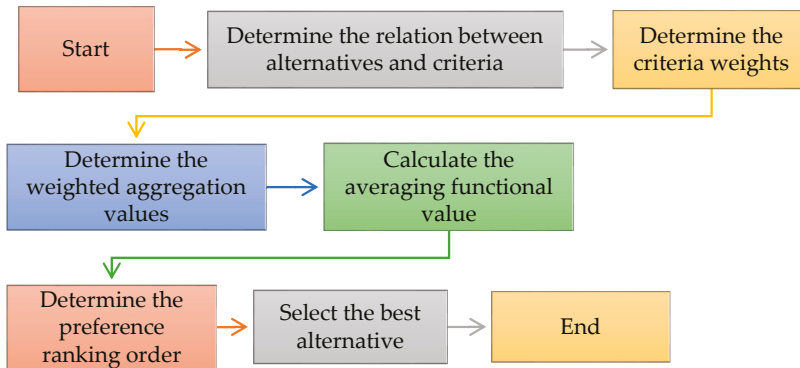 Start
Determine the relation between
alternatives and criteria
Determine the
criteria weights
Determine the
weighted aggregation
values
Calculate the
averaging functional
value
Determine the
preference
ranking order
Select the best
alternative
End